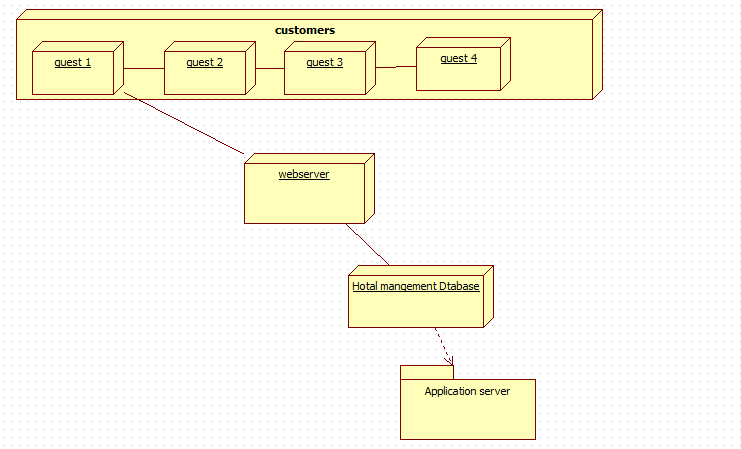 customers
guest 1
guest 2
guest 3
guest 4
webserver
Hotal mangement Dtabase
Application server